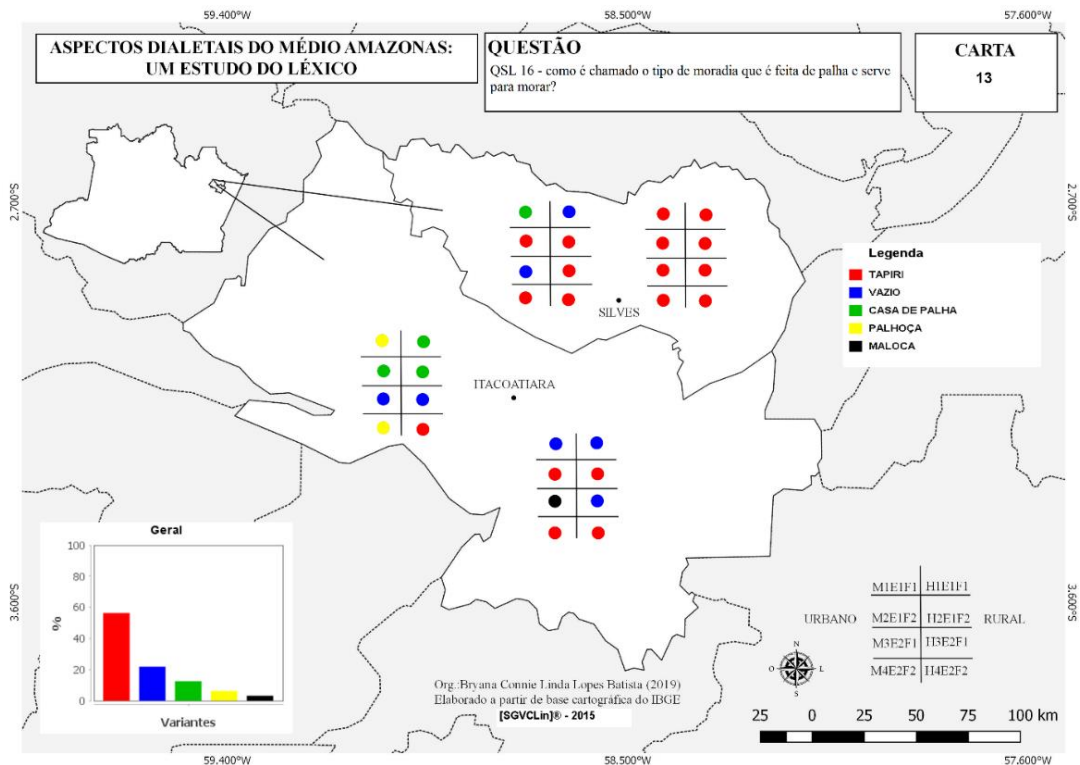 59.400°W 58.500°W 57.600°W
ASPECTOS DIALETAIS DO MÉDIO AMAZONAS:
UM ESTUDO DO LÉXICO
QUESTÃO
QSL 16 - como é chamado o tipo de moradia que é feita de palha e serve
para morar?
CARTA
13
2.700°S 2.700°S
Legenda
TAPIRI
VAZIO
CASA DE PALHA
PALHOÇA
MALOCA
SILVES
ITACOATIARA
Geral
100
80
60
40
20
0
%
Variantes
3.600°S 3.600°S
M1E1F1 H1E1F1
URBANO M2E1F2 H2E1F2 RURAL
M3E2F1 H3E2F1
M4E2F2 H4E2F2
N
O L
S
Org.:Bryana Connie Linda Lopes Batista (2019)
Elaborado a partir de base cartográfica do IBGE
[SGVCLin]® - 2015
25 0 25 50 75 100 km
59.400°W 58.500°W 57.600°W